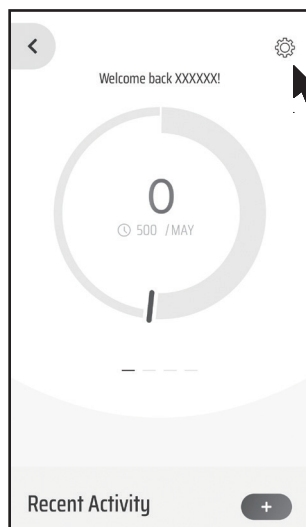 Welcome back XXXXXX!
0
500 /MAY
Recent Activity
+